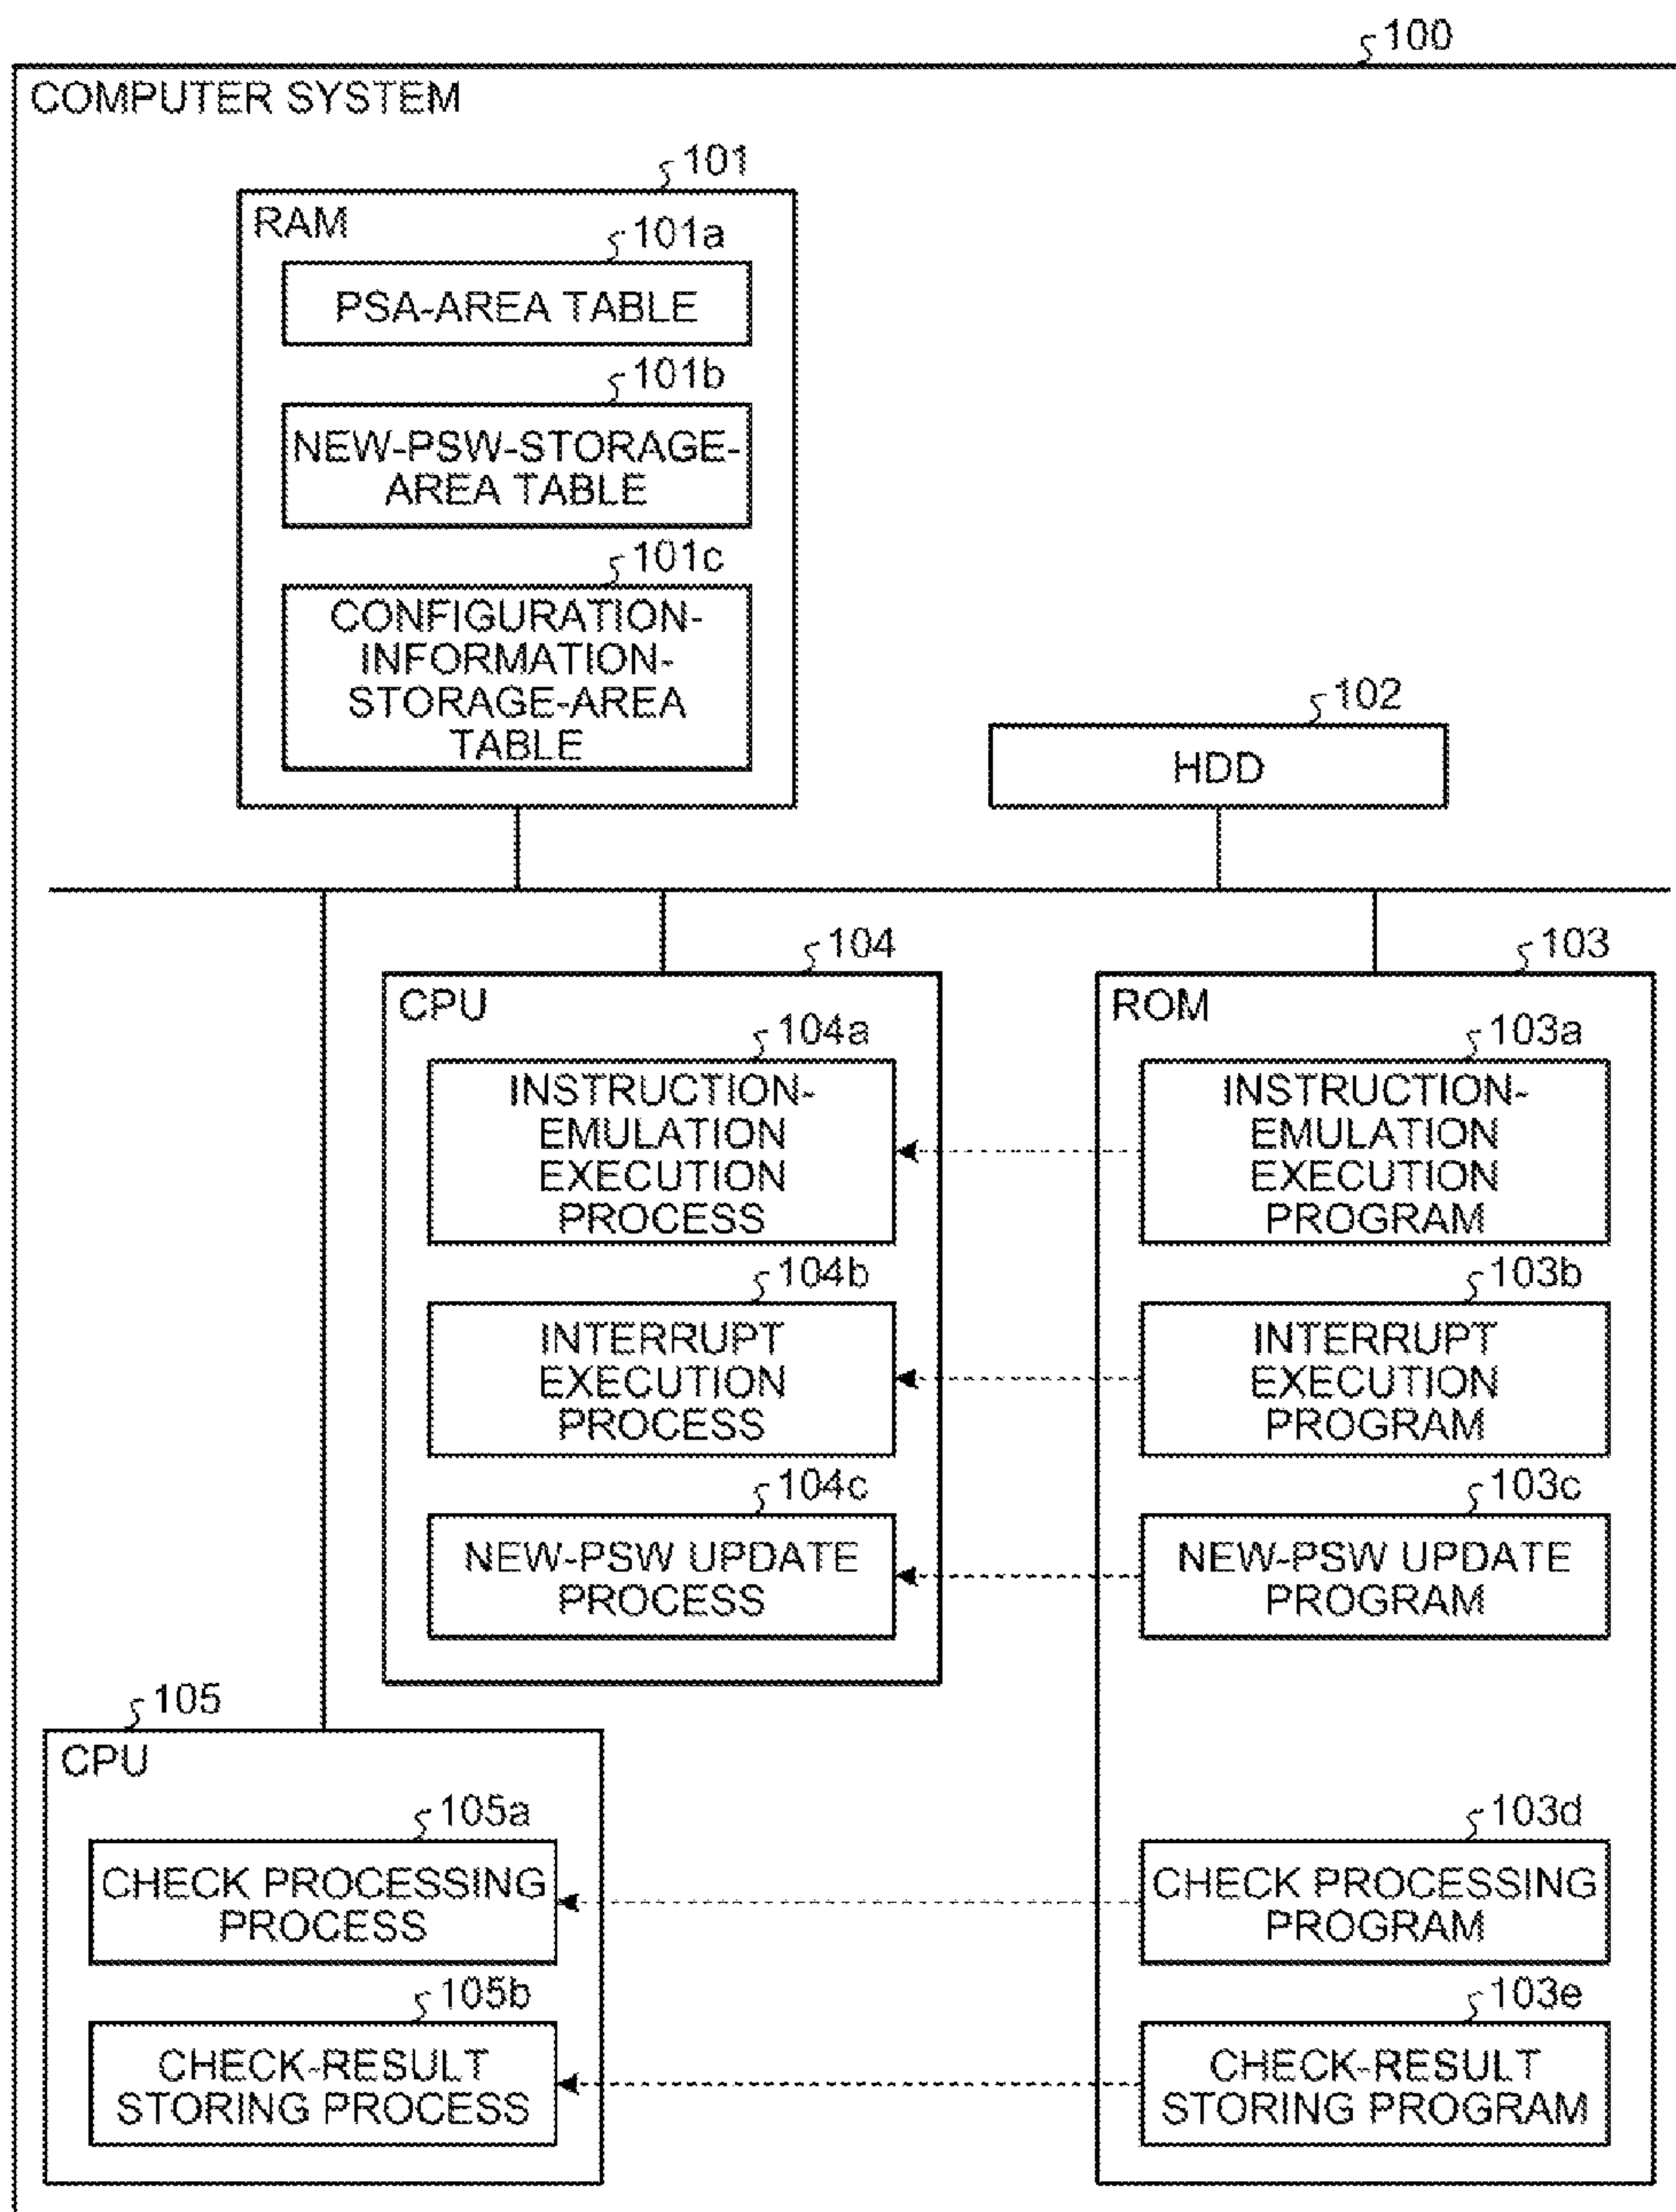 100
COMPUTER SYSTEM
101
RAM
101a
PSA-AREA TABLE
101b
NEW-PSW-STORAGE-
AREA TABLE
101c
CONFIGURATION-
INFORMATION-
STORAGE-AREA
TABLE
102
HDD
104
CPU
104a
INSTRUCTION-
EMULATION
EXECUTION
PROCESS
104b
INTERRUPT
EXECUTION
PROCESS
104c
NEW-PSW UPDATE
PROCESS
103
ROM
103a
INSTRUCTION-
EMULATION
EXECUTION
PROGRAM
103b
INTERRUPT
EXECUTION
PROGRAM
103c
NEW-PSW UPDATE
PROGRAM
105
CPU
105a
CHECK PROCESSING
PROCESS
105b
CHECK-RESULT
STORING PROCESS
103d
CHECK PROCESSING
PROGRAM
103e
CHECK-RESULT
STORING PROGRAM